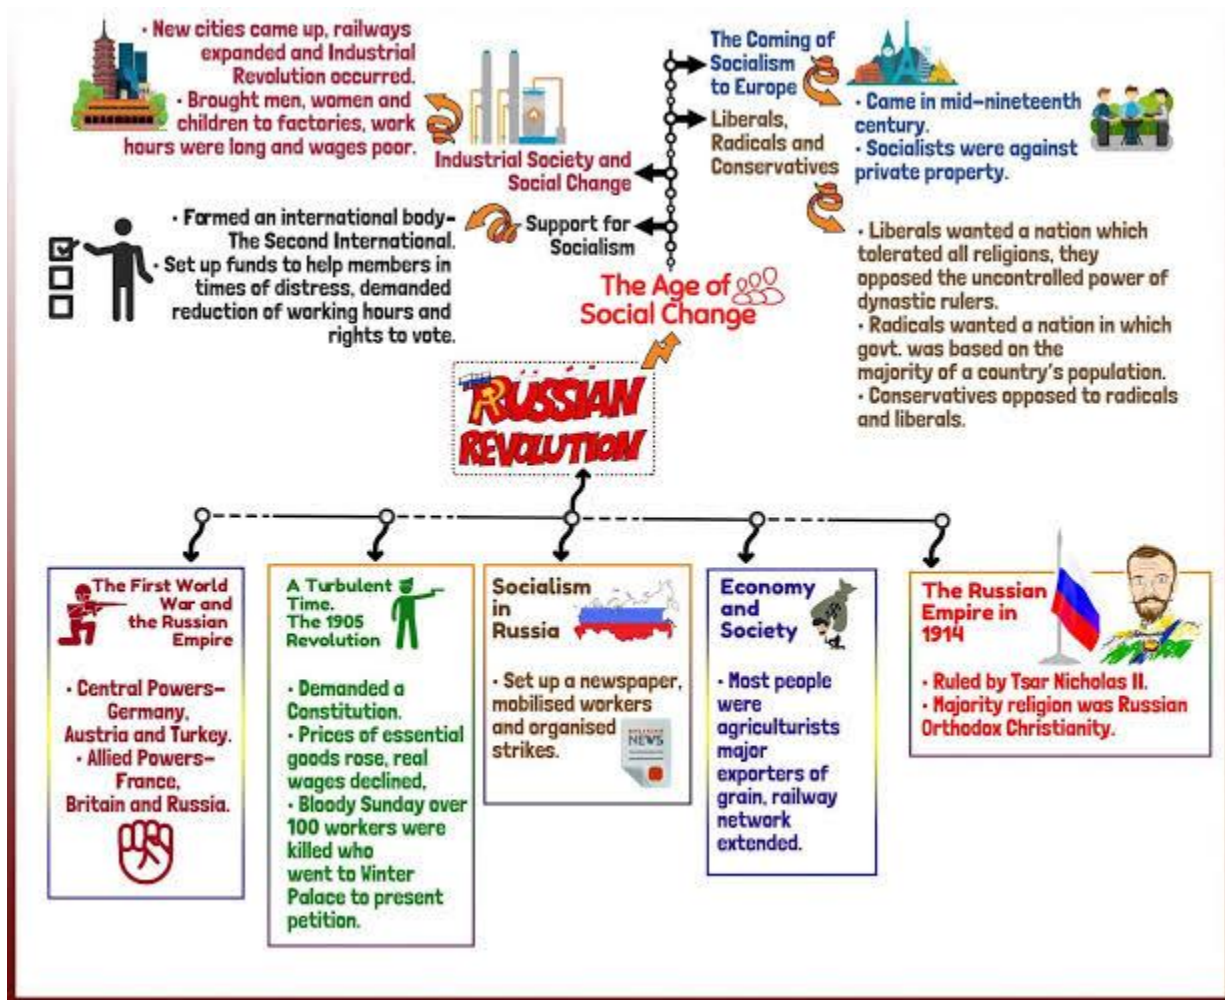 · New cities came up, railways
expanded and Industrial
Revolution occurred.
· Brought men, women and
children to factories, work
hours were long and wages poor.
Industrial Society and
Social Change
The Coming of
Socialism
to Europe
· Came in mid-nineteenth
century.
· Socialists were against
private property.
Liberals,
Radicals and
Conservatives
· Liberals wanted a nation which
tolerated all religions, they
opposed the uncontrolled power of
dynastic rulers.
· Radicals wanted a nation in which
govt. was based on the
majority of a country's population.
· Conservatives opposed to radicals
and liberals.
· Formed an international body-
The Second International.
· Set up funds to help members in
times of distress, demanded
reduction of working hours and
rights to vote.
Support for
Socialism
The Age of
Social Change
RUSSIAN
REVOLUTION
The First World
War and
the Russian
Empire
· Central Powers-
Germany,
Austria and Turkey.
· Allied Powers-
France,
Britain and Russia.
A Turbulent
Time.
The 1905
Revolution
· Demanded a
Constitution.
· Prices of essential
goods rose, real
wages declined,
· Bloody Sunday over
100 workers were
killed who
went to Winter
Palace to present
petition.
Socialism
in
Russia
· Set up a newspaper,
mobilised workers
and organised
strikes.
NEWS
Economy
and
Society
· Most people
were
agriculturists
major
exporters of
grain, railway
network
extended.
The Russian
Empire in
1914
· Ruled by Tsar Nicholas II.
· Majority religion was Russian
Orthodox Christianity.